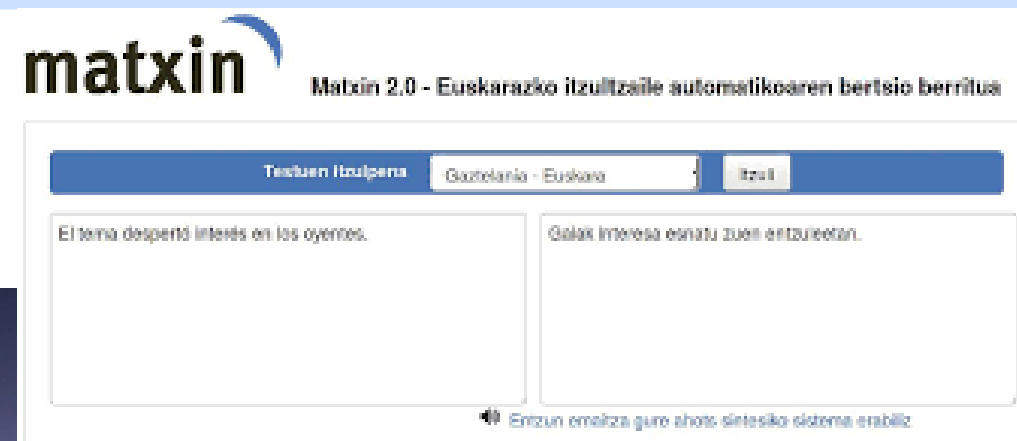 matxin
Matxin 2.0 - Euskarazko itzultzaile automatikoaren bertsio berritua
Testuen itzulpena Gaztelania - Euskara Itzuli
El tema despertó interés en los oyentes.
Gaiak interesa esnatu zuen entzuleetan.
Entzun emaitza gure ahots sintesiko sistema erabiliz